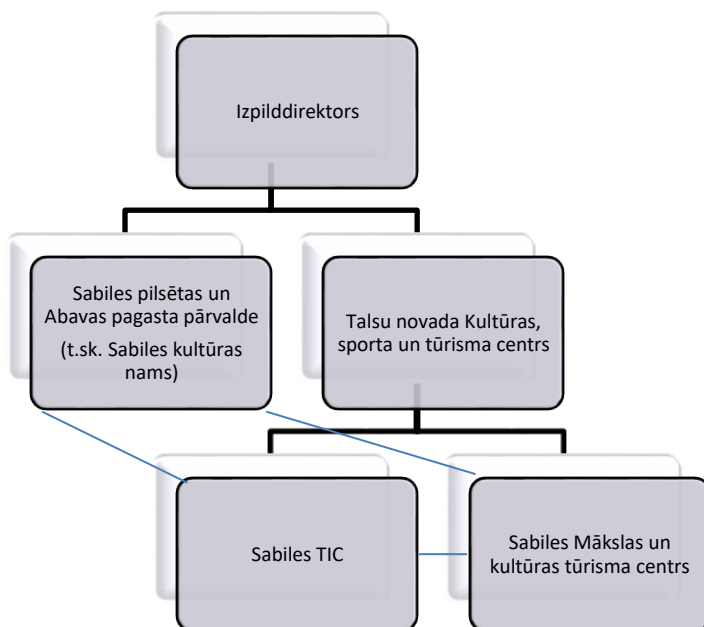 Izpilddirektors
Sabiles pilsētas un
Abavas pagasta pārvalde
(t.sk. Sabiles kultūras
nams)
Talsu novada Kultūras,
sporta un tūrisma centrs
Sabiles TIC
Sabiles Mākslas un
kultūras tūrisma centrs